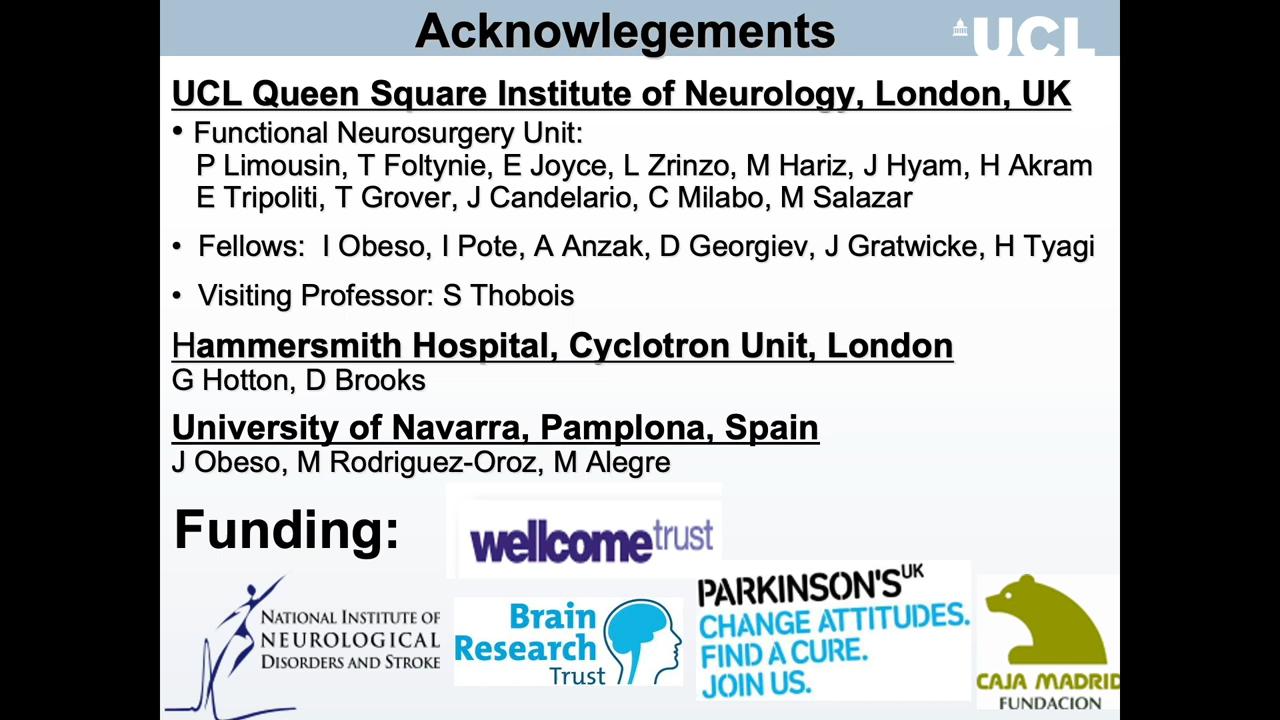 Acknowlegements
UCL
UCL Queen Square Institute of Neurology, London, UK
• Functional Neurosurgery Unit:
P Limousin, T Foltynie, E Joyce, L Zrinzo, M Hariz, J Hyam, H Akram
E Tripoliti, T Grover, J Candelario, C Milabo, M Salazar
• Fellows: I Obeso, I Pote, A Anzak, D Georgiev, J Gratwicke, H Tyagi
• Visiting Professor: S Thobois
Hammersmith Hospital, Cyclotron Unit, London
G Hotton, D Brooks
University of Navarra, Pamplona, Spain
J Obeso, M Rodriguez-Oroz, M Alegre
Funding:
wellcometrust
NATIONAL INSTITUTE OF
NEUROLOGICAL
DISORDERS AND STROKE
Brain
Research
Trust
PARKINSON'S UK
CHANGE ATTITUDES.
FIND A CURE.
JOIN US.
CAJA MADRID
FUNDACION